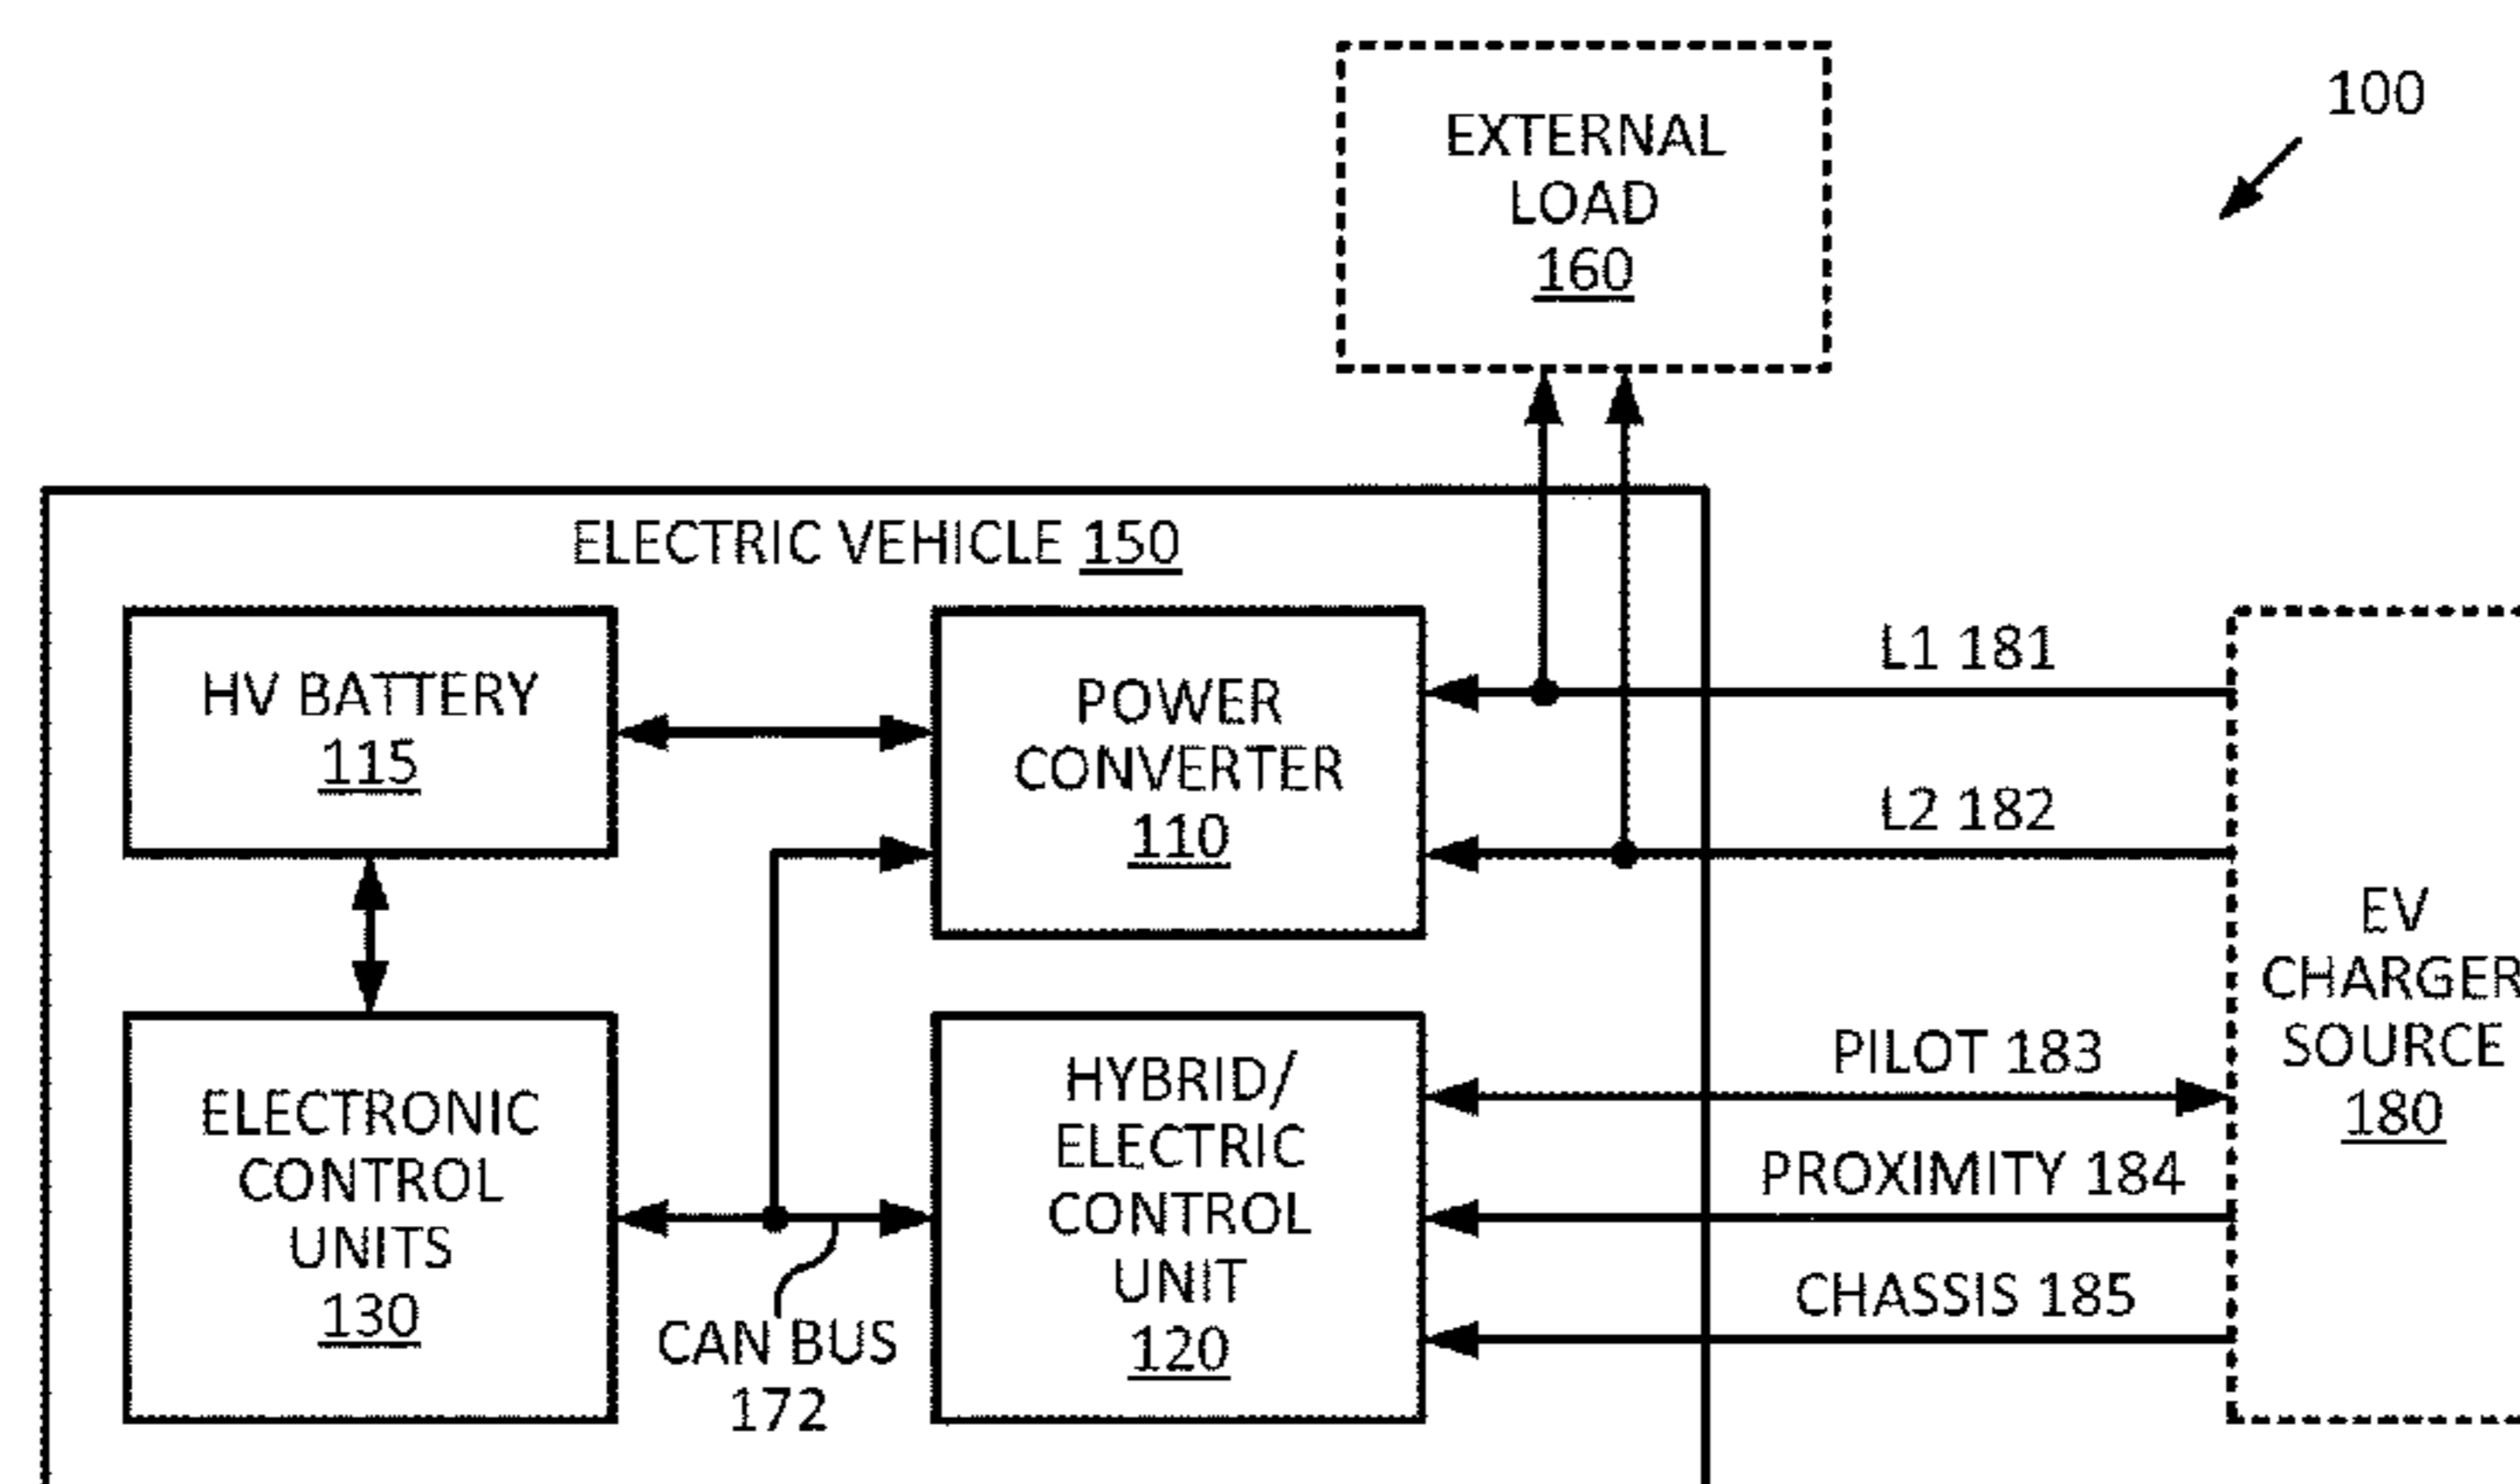 100
EXTERNAL
LOAD
160
ELECTRIC VEHICLE 150
HV BATTERY
115
POWER
CONVERTER
110
L1 181
L2 182
EV
CHARGER
SOURCE
180
ELECTRONIC
CONTROL
UNITS
130
CAN BUS
172
HYBRID/
ELECTRIC
CONTROL
UNIT
120
PILOT 183
PROXIMITY 184
CHASSIS 185